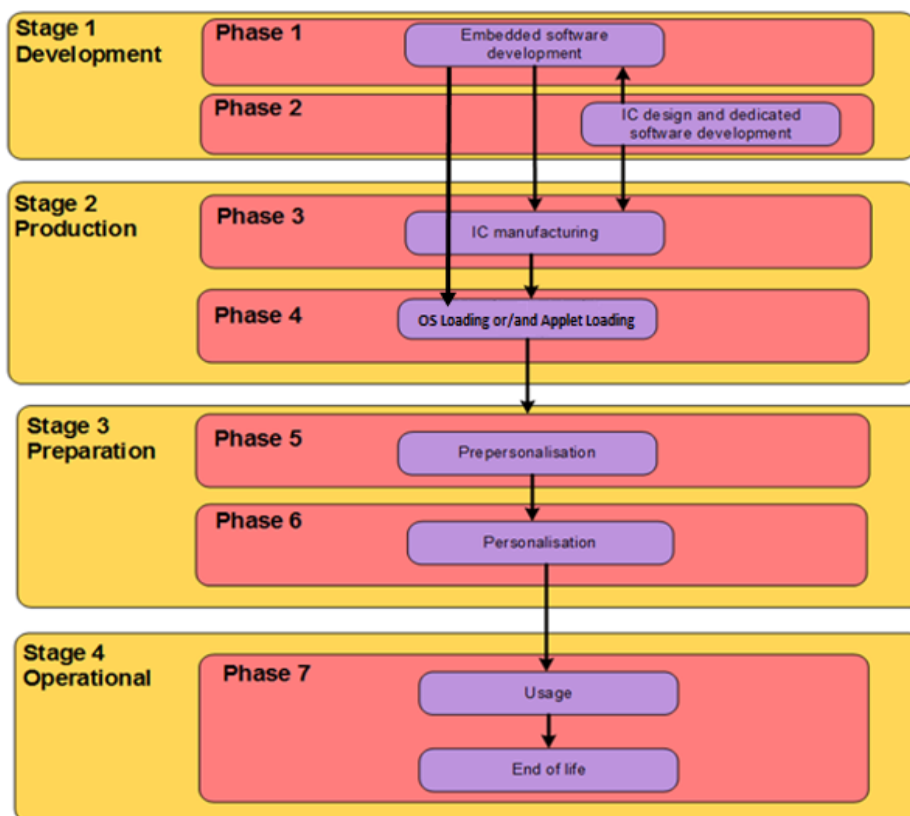 Stage 1
Development
Phase 1
Embedded software
development
Phase 2
IC design and dedicated
software development
Stage 2
Production
Phase 3
IC manufacturing
Phase 4
OS Loading or/and Applet Loading
Stage 3
Preparation
Phase 5
Prepersonalisation
Phase 6
Personalisation
Stage 4
Operational
Phase 7
Usage
End of life